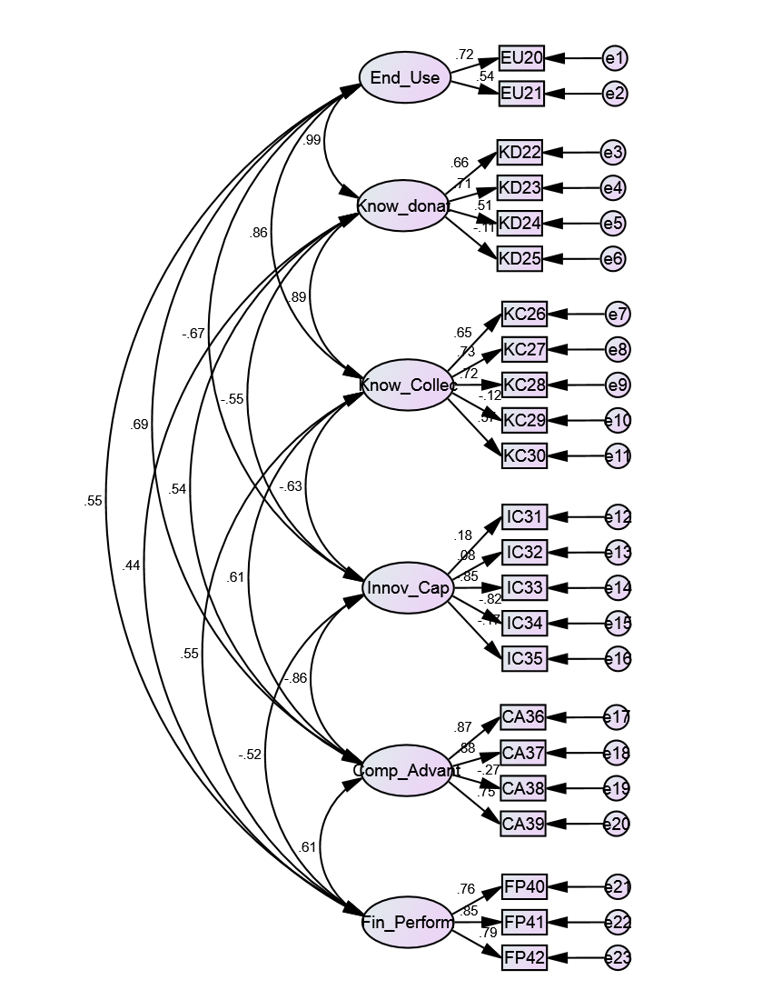 .72
EU20
e1
End_Use
.54
EU21
e2
.99
.66
KD22
e3
.71
KD23
e4
Know_donat
.51
KD24
e5
-.11
KD25
e6
.86
.89
.65
KC26
e7
.73
KC27
e8
Know_Collec
.72
KC28
e9
-.12
KC29
e10
KC30
e11
-.67
-.55
.69
.54
-.63
.55
.44
.18
IC31
e12
.08
IC32
e13
Innov_Cap
.85
IC33
e14
-.82
IC34
e15
-.17
IC35
e16
.61
.55
-.86
-.52
.87
CA36
e17
.88
CA37
e18
Comp_Advant
-.27
CA38
e19
.75
CA39
e20
.61
.76
FP40
e21
Fin_Perform
.85
FP41
e22
.79
FP42
e23